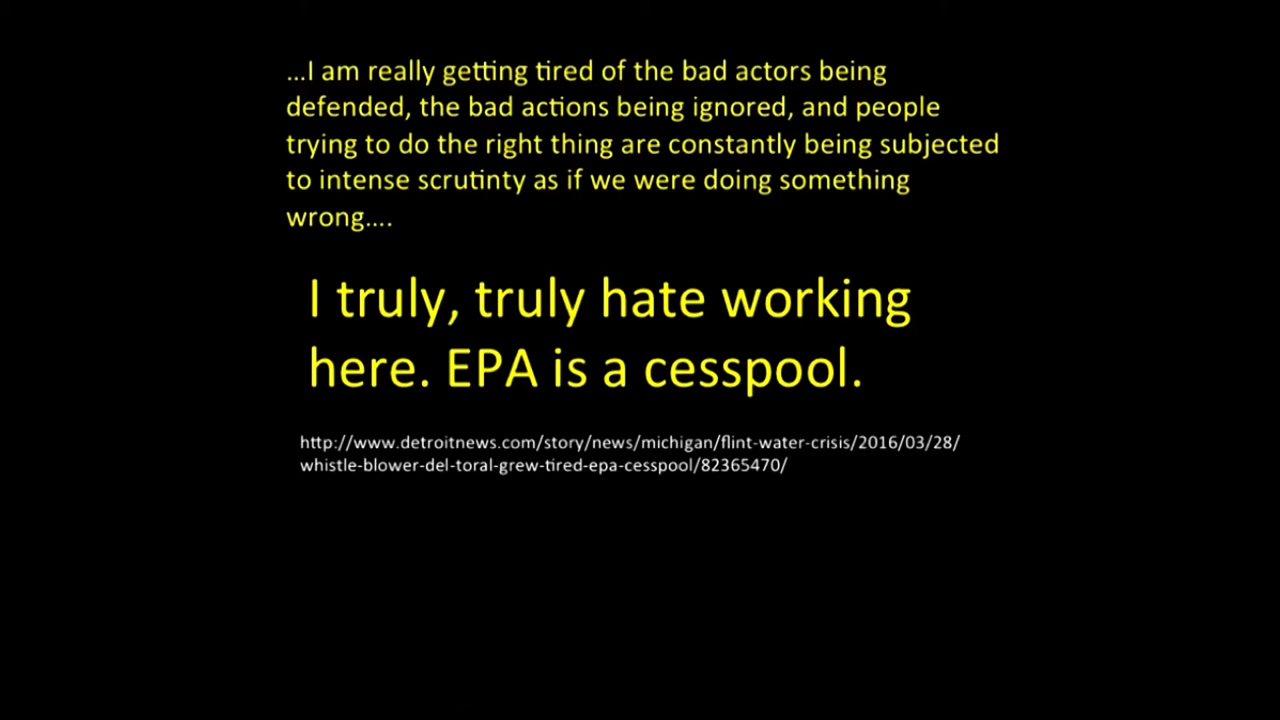 ...I am really getting tired of the bad actors being
defended, the bad actions being ignored, and people
trying to do the right thing are constantly being subjected
to intense scrutinty as if we were doing something
wrong....
I truly, truly hate working
here. EPA is a cesspool.
http://www.detroitnews.com/story/news/michigan/flint-water-crisis/2016/03/28/
whistle-blower-del-toral-grew-tired-epa-cesspool/82365470/